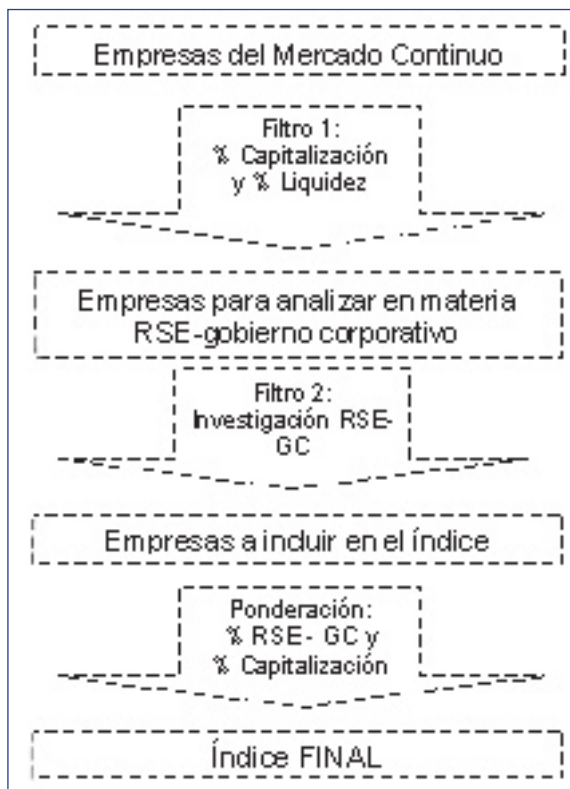 Empresas del Mercado Continuo
Filtro 1:
% Capitalización
y % Liquidez
Empresas para analizar en materia
RSE-gobierno corporativo
Filtro 2:
Investigación RSE-
GC
Empresas a incluir en el índice
Ponderación:
% RSE- GC y
% Capitalización
Índice FINAL